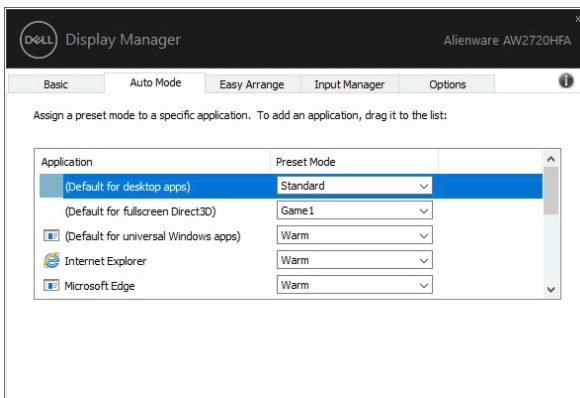 DELL Display Manager
Alienware AW2720HFA
Basic
Auto Mode
Easy Arrange
Input Manager
Options
Assign a preset mode to a specific application. To add an application, drag it to the list:
Application Preset Mode
(Default for desktop apps) Standard
(Default for fullscreen Direct3D) Game1
(Default for universal Windows apps) Warm
Internet Explorer Warm
Microsoft Edge Warm